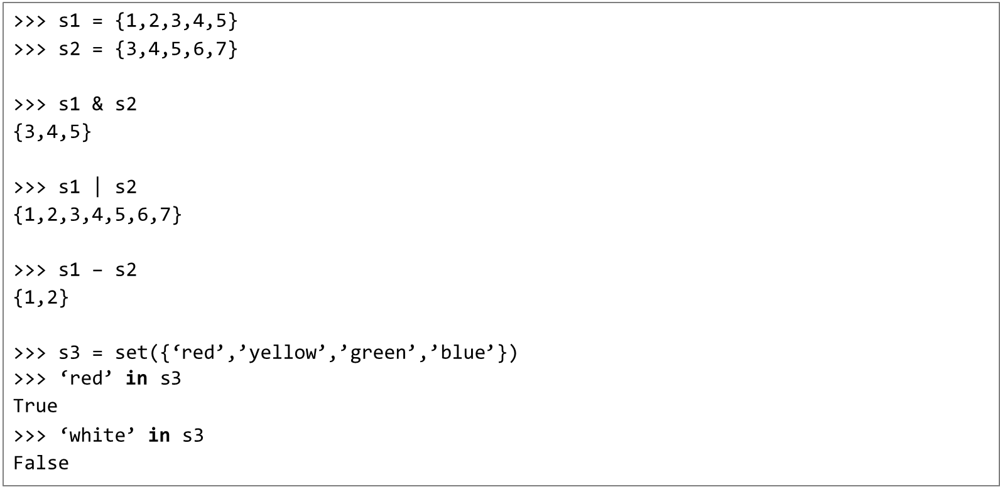 >>> s1 = {1,2,3,4,5}
>>> s2 = {3,4,5,6,7}
>>> s1 & s2
{3,4,5}
>>> s1 | s2
{1,2,3,4,5,6,7}
>>> s1 – s2
{1,2}
>>> s3 = set({‘red’,’yellow’,’green’,’blue’})
>>> ‘red’ in s3
True
>>> ‘white’ in s3
False